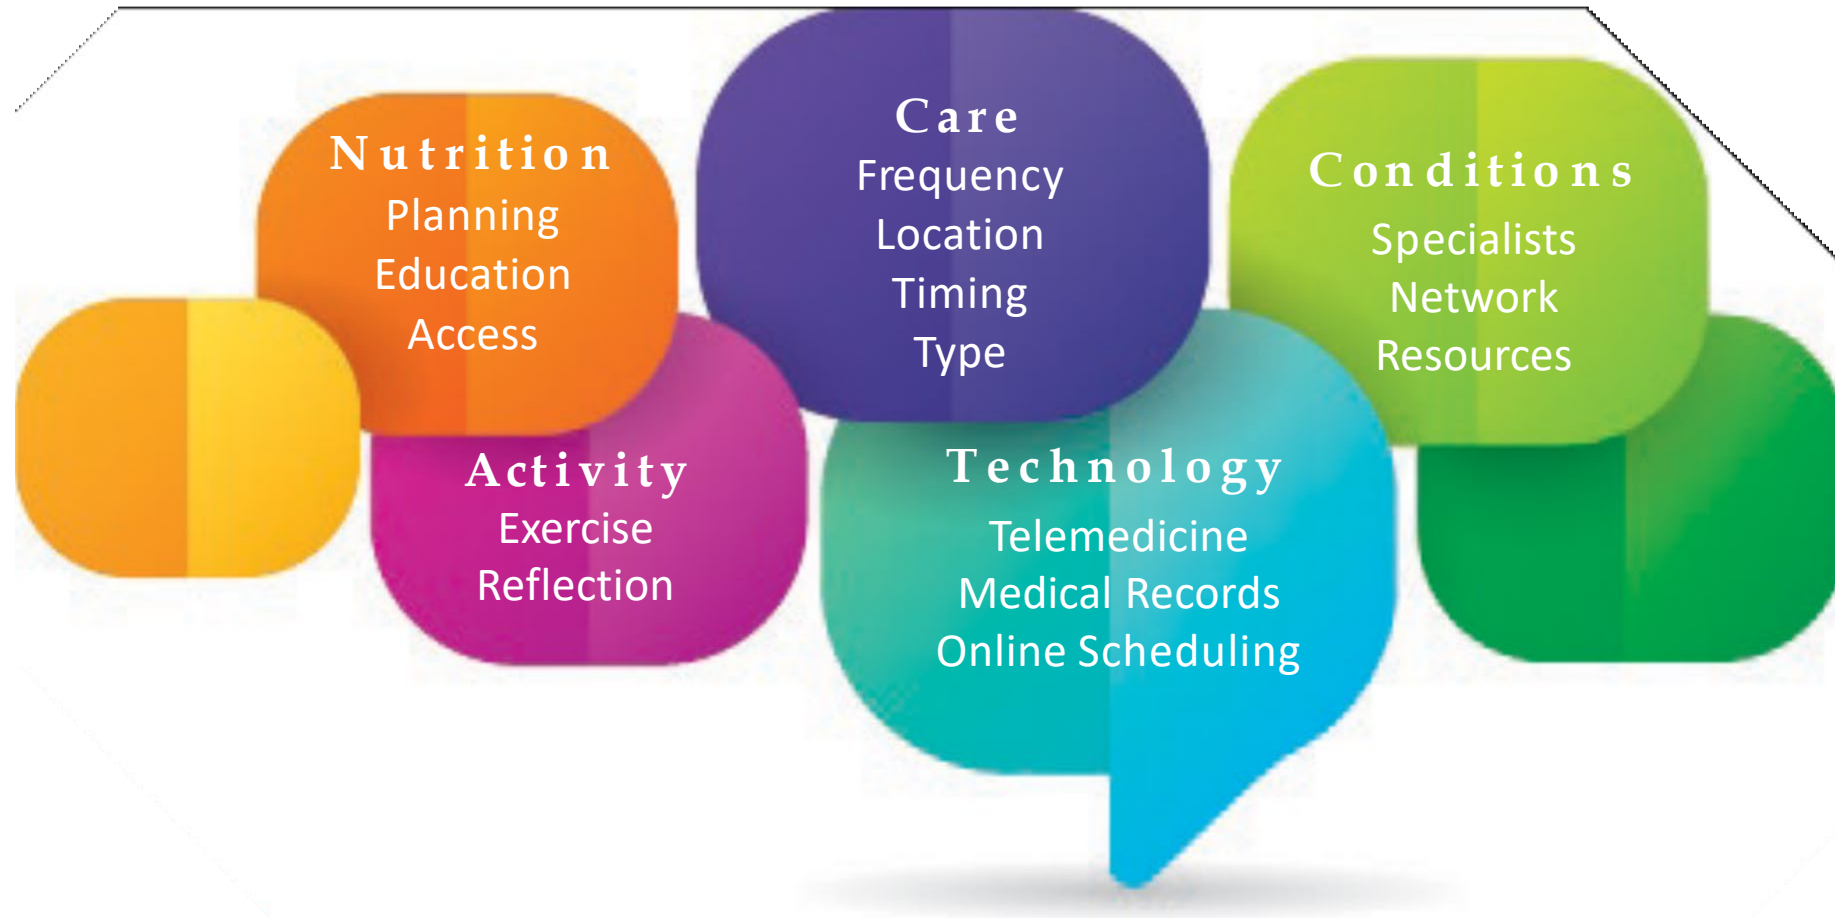 Nutrition
Planning
Education
Access
Care
Frequency
Location
Timing
Type
Conditions
Specialists
Network
Resources
Activity
Exercise
Reflection
Technology
Telemedicine
Medical Records
Online Scheduling